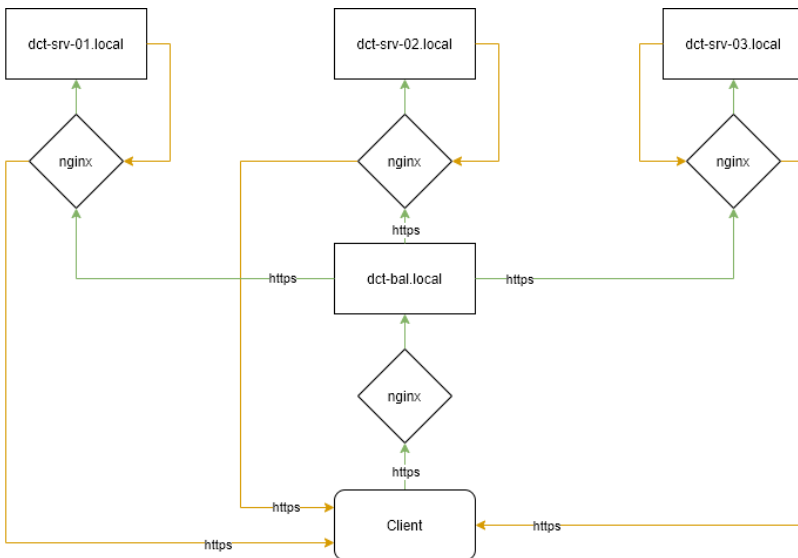 dct-srv-01.local
dct-srv-02.local
dct-srv-03.local
nginx
nginx
nginx
https
https
dct-bal.local
https
nginx
https
https
Client
https
https